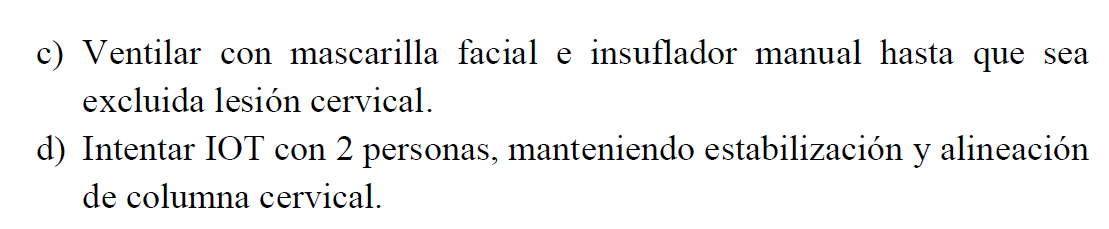 c) Ventilar con mascarilla facial e insuflador manual hasta que sea
excluida lesión cervical.
d) Intentar IOT con 2 personas, manteniendo estabilización y alineación
de columna cervical.